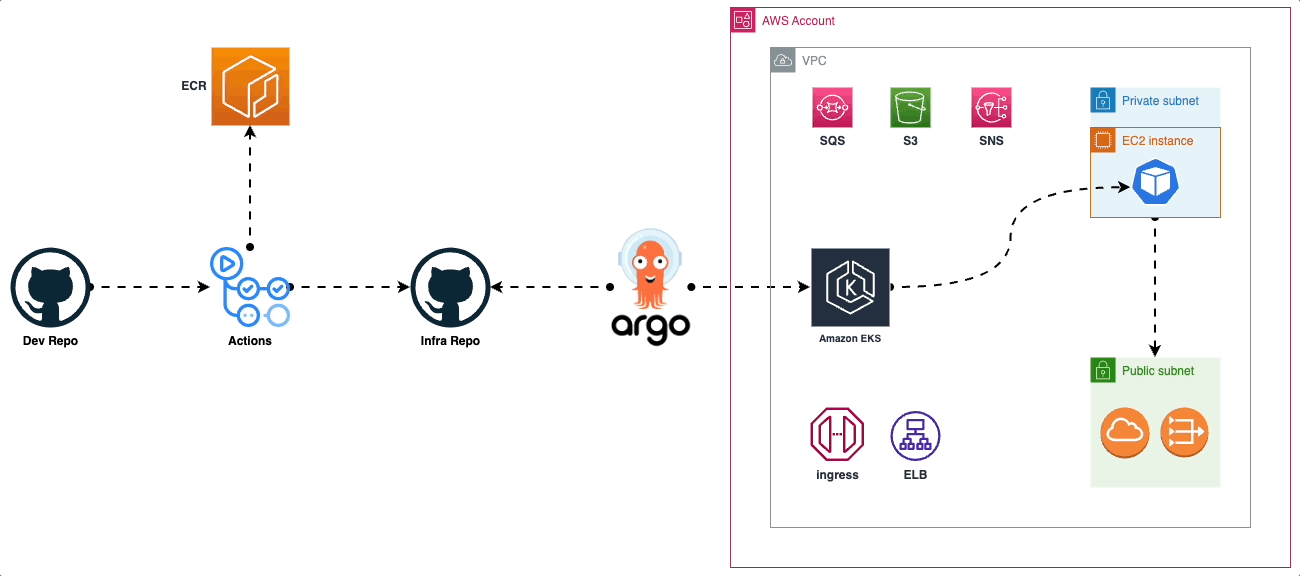 AWS Account
VPC
ECR
SQS
S3
SNS
Private subnet
EC2 instance
Dev Repo
Actions
Infra Repo
argo
K
Amazon EKS
Public subnet
ingress
ELB